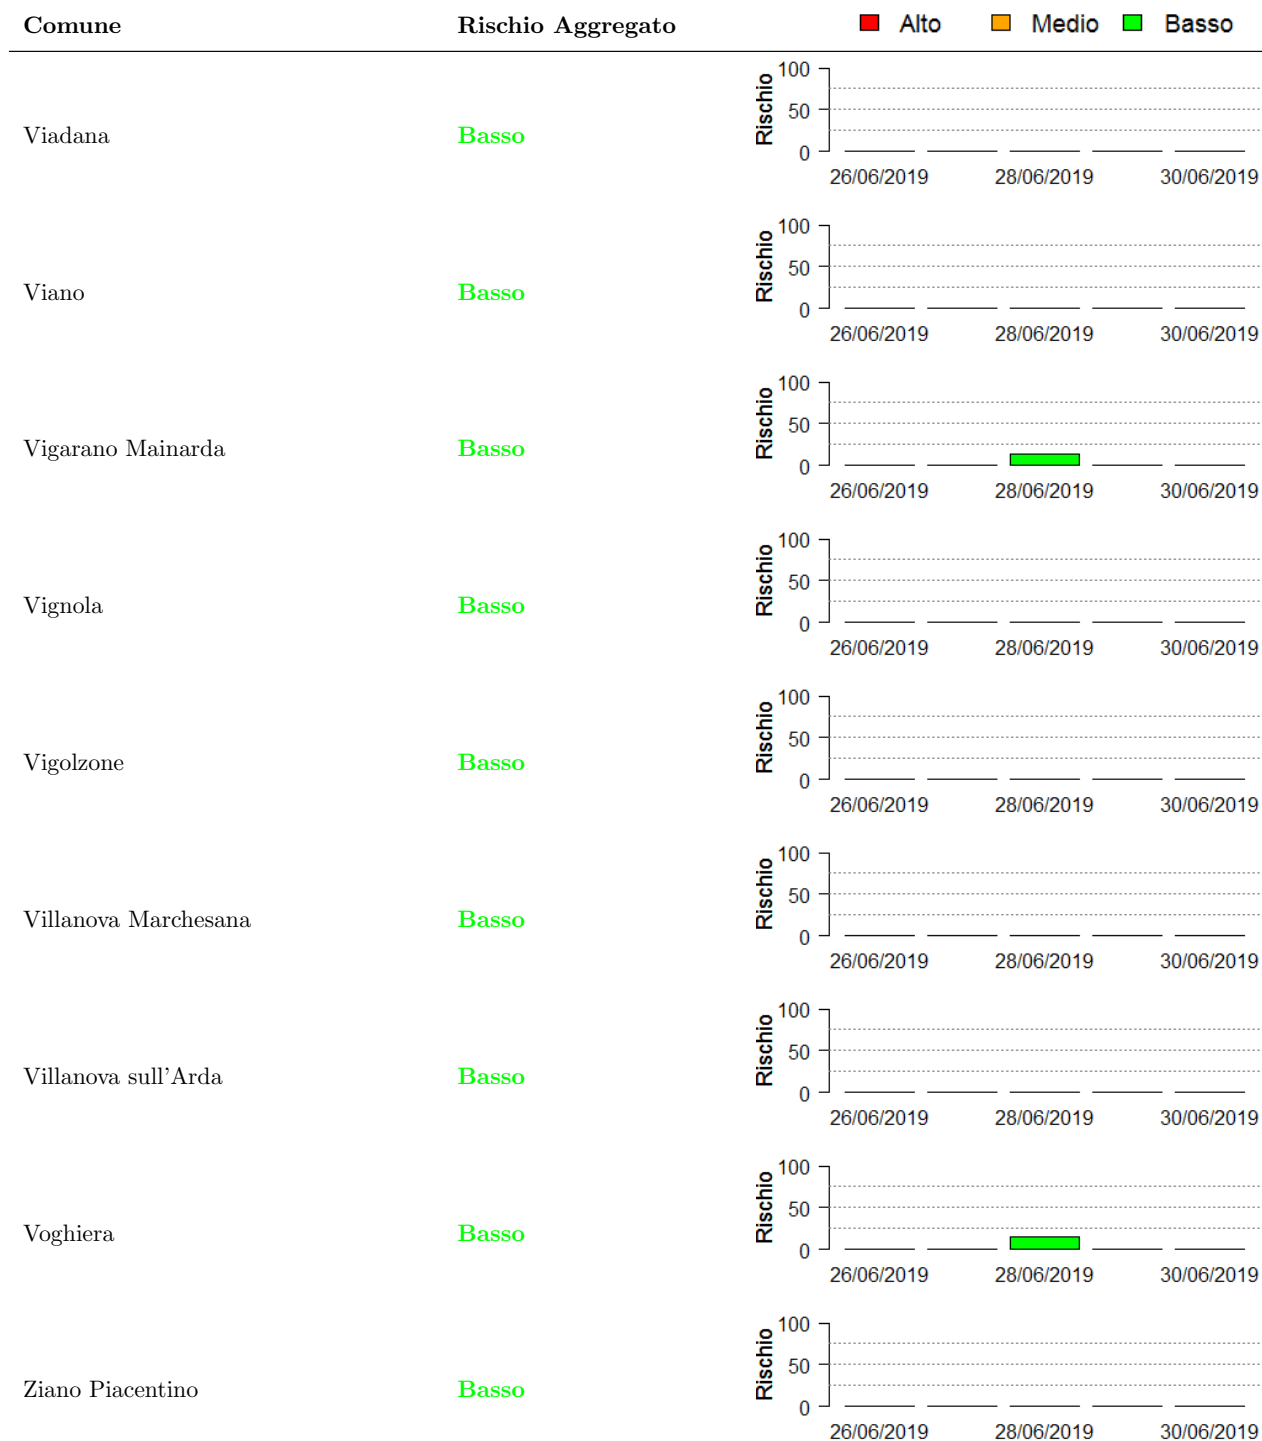 Comune Rischio Aggregato Alto Medio Basso
Viadana Basso
Rischio
100
50
0
26/06/2019 28/06/2019 30/06/2019
Viano Basso
Rischio
100
50
0
26/06/2019 28/06/2019 30/06/2019
Vigarano Mainarda Basso
Rischio
100
50
0
26/06/2019 28/06/2019 30/06/2019
Vignola Basso
Rischio
100
50
0
26/06/2019 28/06/2019 30/06/2019
Vigolzone Basso
Rischio
100
50
0
26/06/2019 28/06/2019 30/06/2019
Villanova Marchesana Basso
Rischio
100
50
0
26/06/2019 28/06/2019 30/06/2019
Villanova sull'Arda Basso
Rischio
100
50
0
26/06/2019 28/06/2019 30/06/2019
Voghiera Basso
Rischio
100
50
0
26/06/2019 28/06/2019 30/06/2019
Ziano Piacentino Basso
Rischio
100
50
0
26/06/2019 28/06/2019 30/06/2019